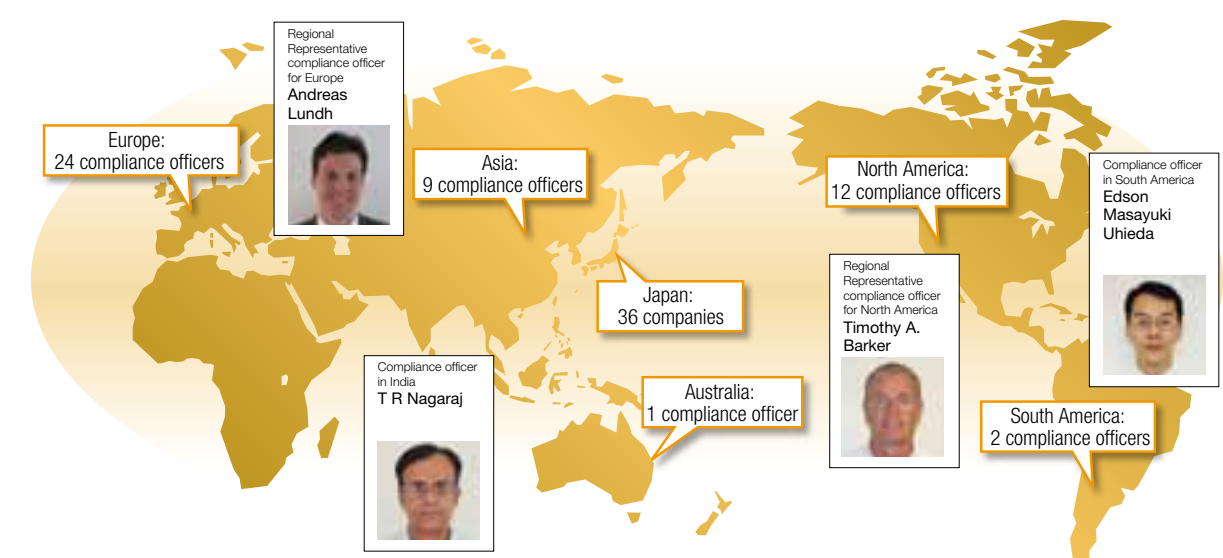 Regional
Representative
compliance officer
for Europe
Andreas
Lundh
Europe:
24 compliance officers
Asia:
9 compliance officers
North America:
12 compliance officers
Compliance officer
in South America
Edson
Masayuki
Uhieda
Japan:
36 companies
Regional
Representative
compliance officer
for North America
Timothy A.
Barker
Compliance officer
in India
T R Nagaraj
Australia:
1 compliance officer
South America:
2 compliance officers